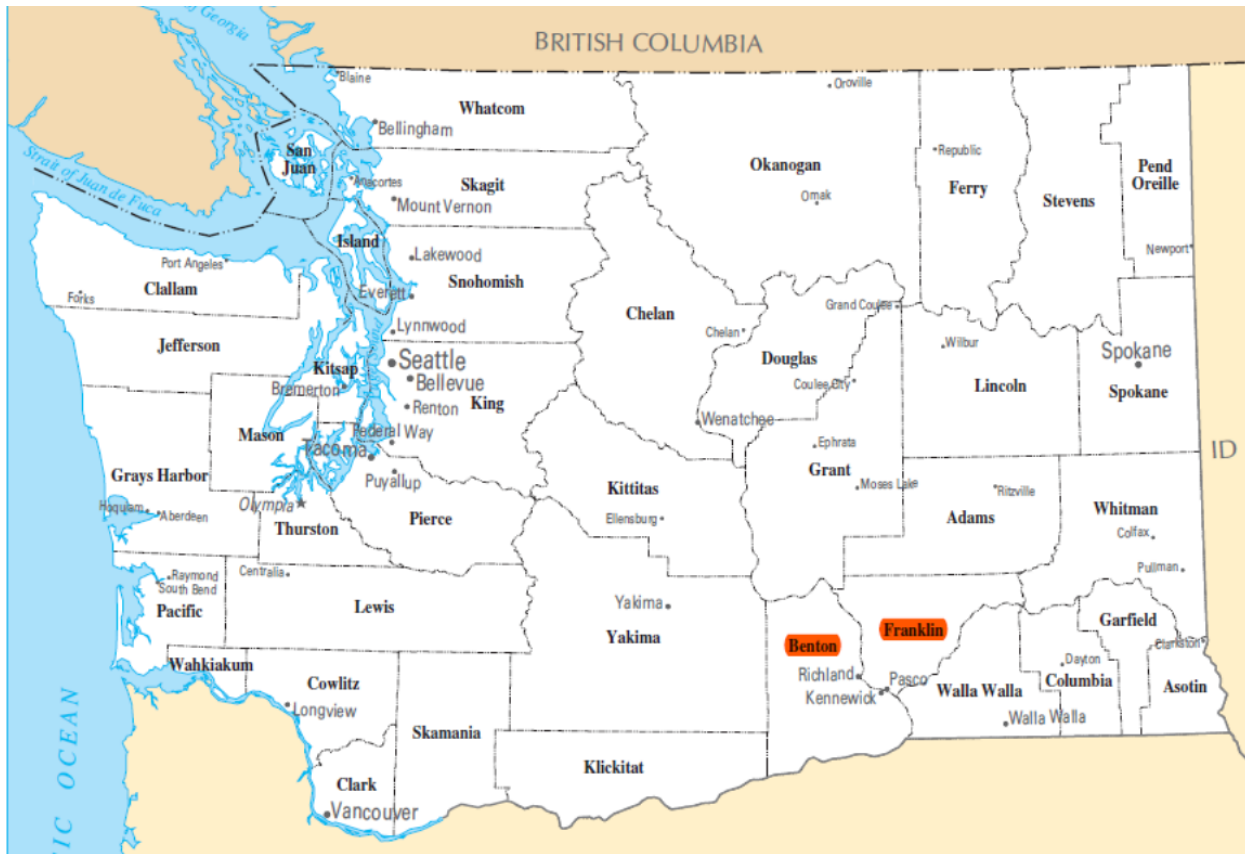 of Georgia
BRITISH COLUMBIA
Blaine
Oroville
Whatcom
Bellingham
San
Juan
Republic
Okanogan
Pend
Oreille
Strait of Juan de Fuca
Anacortes
Skagit
Ferry
Stevens
Omak
Mount Vernon
Island
Lakewood
Newport
Port Angeles
Snohomish
Clallam
Everett
Forks
Grand Coulee
Chelan
Lynnwood
Chelan
Jefferson
Wilbur
Seattle
Douglas
Spokane
Kitsap
Bellevue
Coulee City
Lincoln
Spokane
Bremerton
Renton
King
Wenatchee
Mason
Federal Way
Ephrata
ID
Tacoma
Grant
Grays Harbor
Puyallup
Moses Lake
Kittitas
Ritzville
Olympia
Hoquiam
Aberdeen
Pierce
Ellensburg
Adams
Whitman
Thurston
Colfax
Centralia
Raymond
South Bend
Pullman
Pacific
Lewis
Yakima
Garfield
Yakima
Benton
Franklin
Clarkston
Wahkiakum
Dayton
Richland
Pasco
Columbia
Cowlitz
Kennewick
Walla Walla
Asotin
Longview
Walla Walla
Skamania
Klickitat
Clark
Vancouver
IC OCEAN